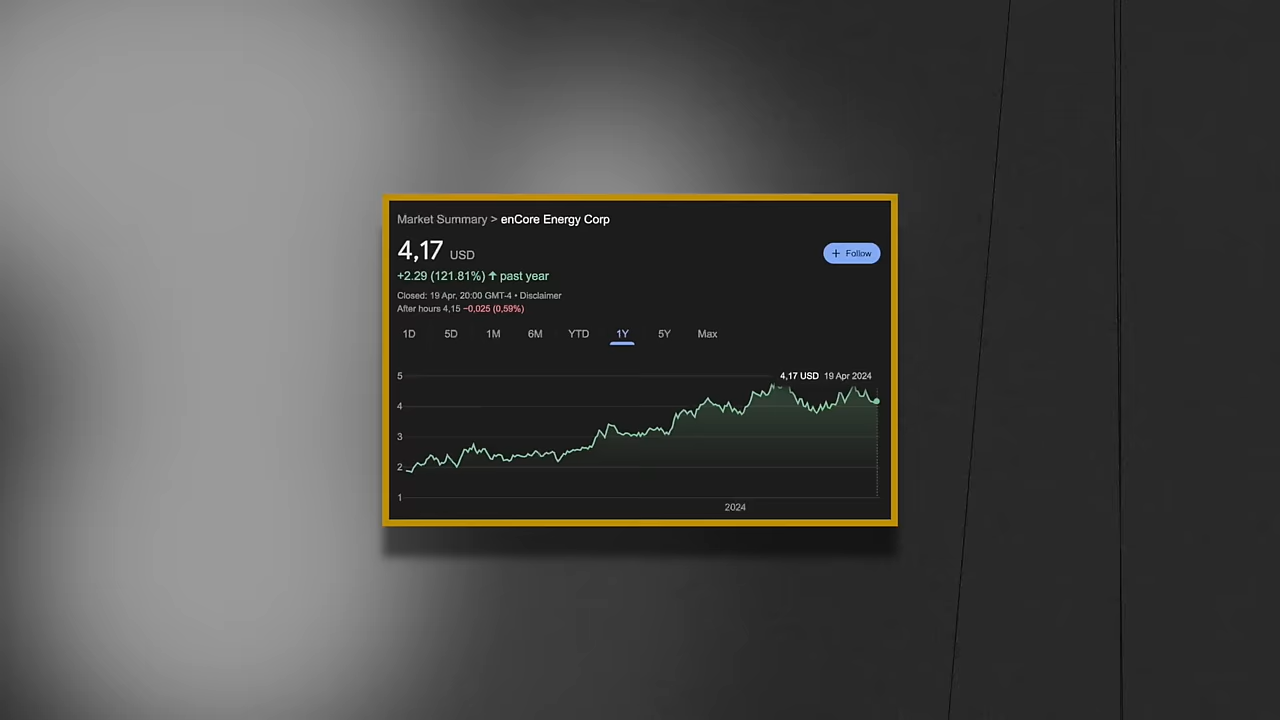 Market Summary > enCore Energy Corp
4,17 USD
+ Follow
+2.29 (121.81%) ↑ past year
Closed: 19 Apr, 20:00 GMT-4 • Disclaimer
After hours 4,15 −0,025 (0,59%)
1D 5D 1M 6M YTD 1Y 5Y Max
4,17 USD 19 Apr 2024
5
4
3
2
1
2024